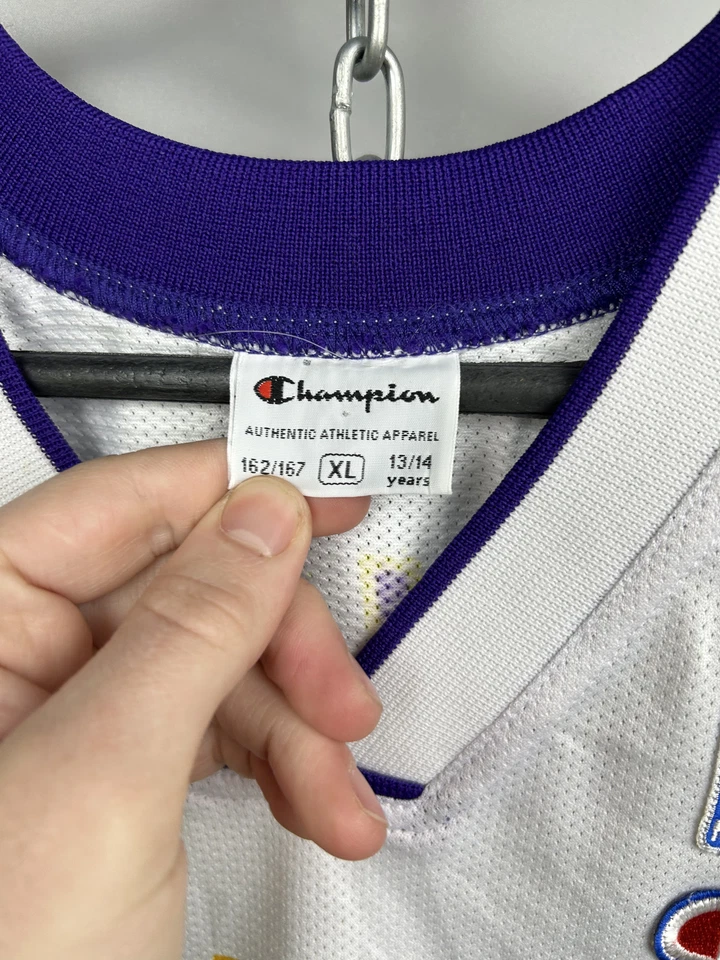 Champion
AUTHENTIC ATHLETIC APPAREL
162/167 XL 13/14
years